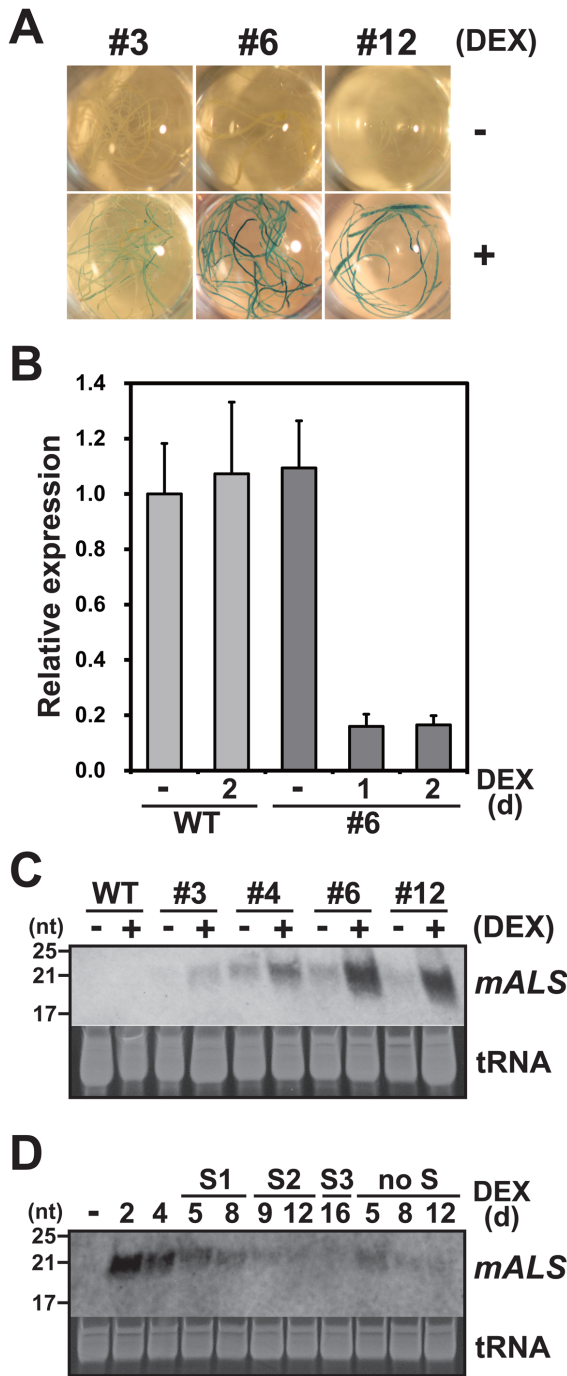 A
#3 #6 #12 (DEX)
-
+
B
Relative expression
1.4
1.2
1.0
0.8
0.6
0.4
0.2
0.0
- 2 - 1 2 DEX
(d)
WT #6
C
WT #3 #4 #6 #12
(nt) - + - + - + - + - + (DEX)
25
21 mALS
17
tRNA
D
S1 S2 S3 no S DEX
(nt) - 2 4 5 8 9 12 16 5 8 12 (d)
25
21 mALS
17
tRNA